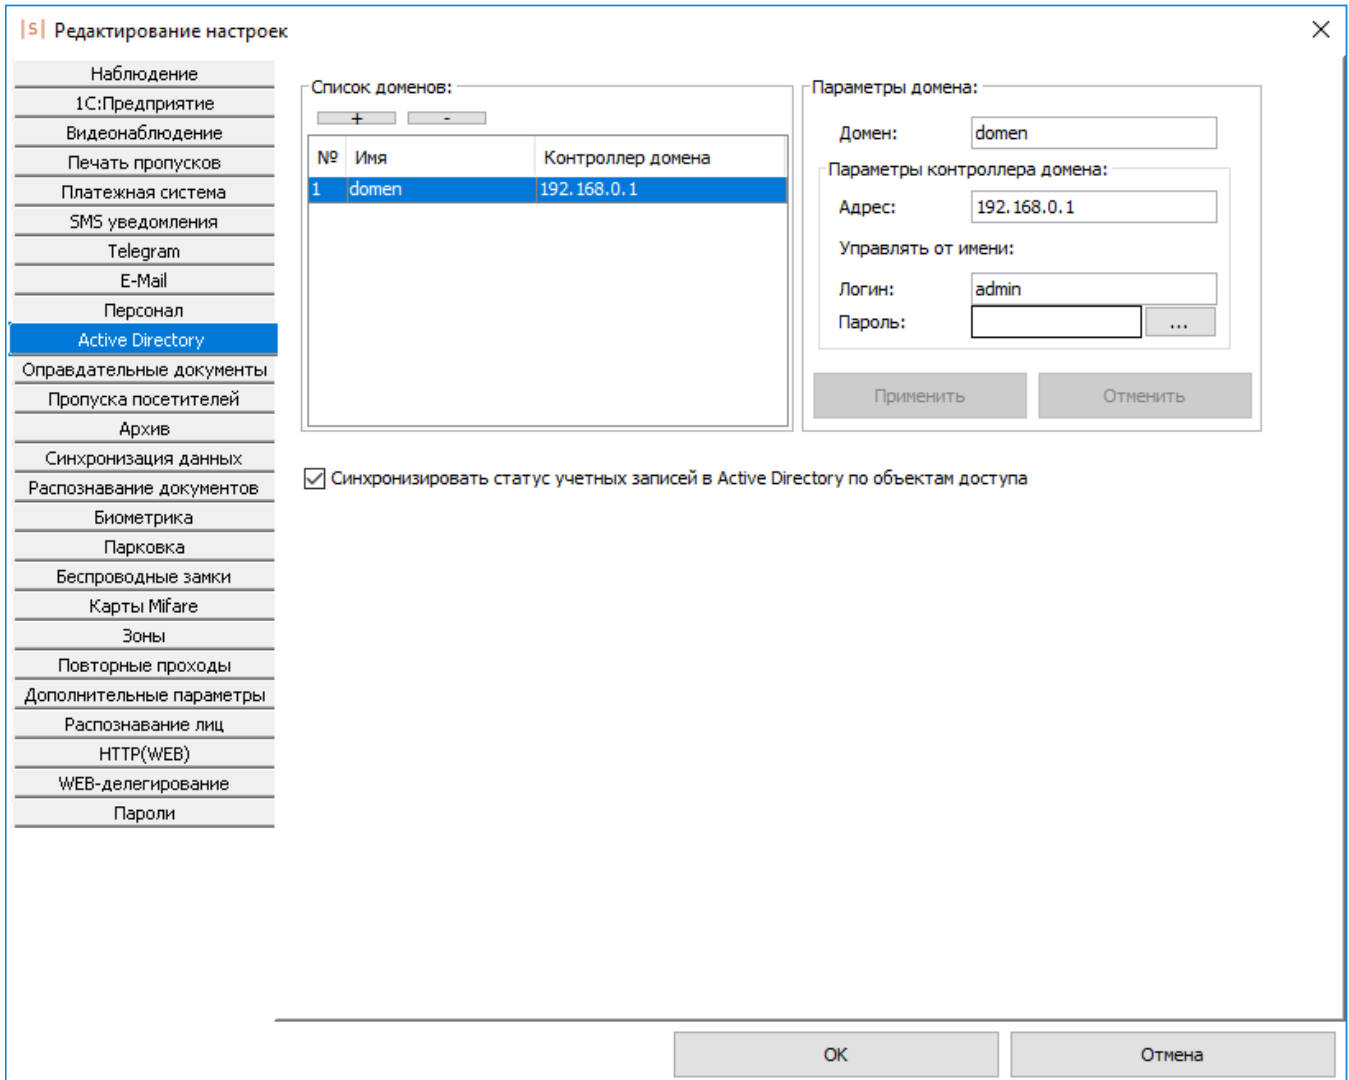 |S| Редактирование настроек
Наблюдение
1С:Предприятие
Видеонаблюдение
Печать пропусков
Платежная система
SMS уведомления
Telegram
E-Mail
Персонал
Active Directory
Оправдательные документы
Пропуска посетителей
Архив
Синхронизация данных
Распознавание документов
Биометрика
Парковка
Беспроводные замки
Карты Mifare
Зоны
Повторные проходы
Дополнительные параметры
Распознавание лиц
HTTP(WEB)
WEB-делегирование
Пароли
Список доменов:
+ -
№ Имя Контроллер домена
1 domen 192.168.0.1
Параметры домена:
Домен: domen
Параметры контроллера домена:
Адрес: 192.168.0.1
Управлять от имени:
Логин: admin
Пароль: ...
Применить Отменить
Синхронизировать статус учетных записей в Active Directory по объектам доступа
OK Отмена